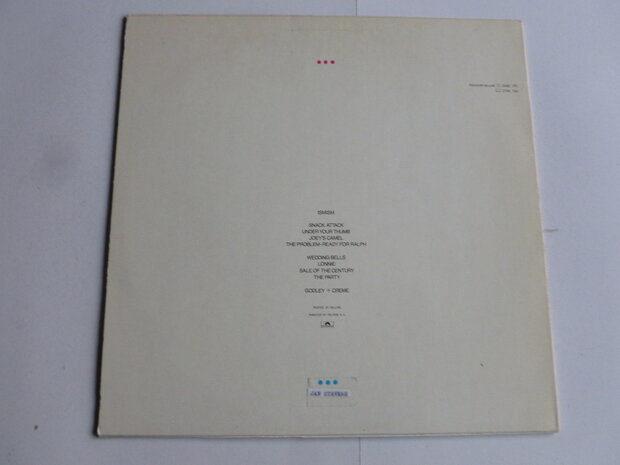 ISMISM
SNACK ATTACK
UNDER YOUR THUMB
JOEY'S CAMEL
THE PROBLEM•READY FOR RALPH
WEDDING BELLS
LONNIE
SALE OF THE CENTURY
THE PARTY
GODLEY + CREME